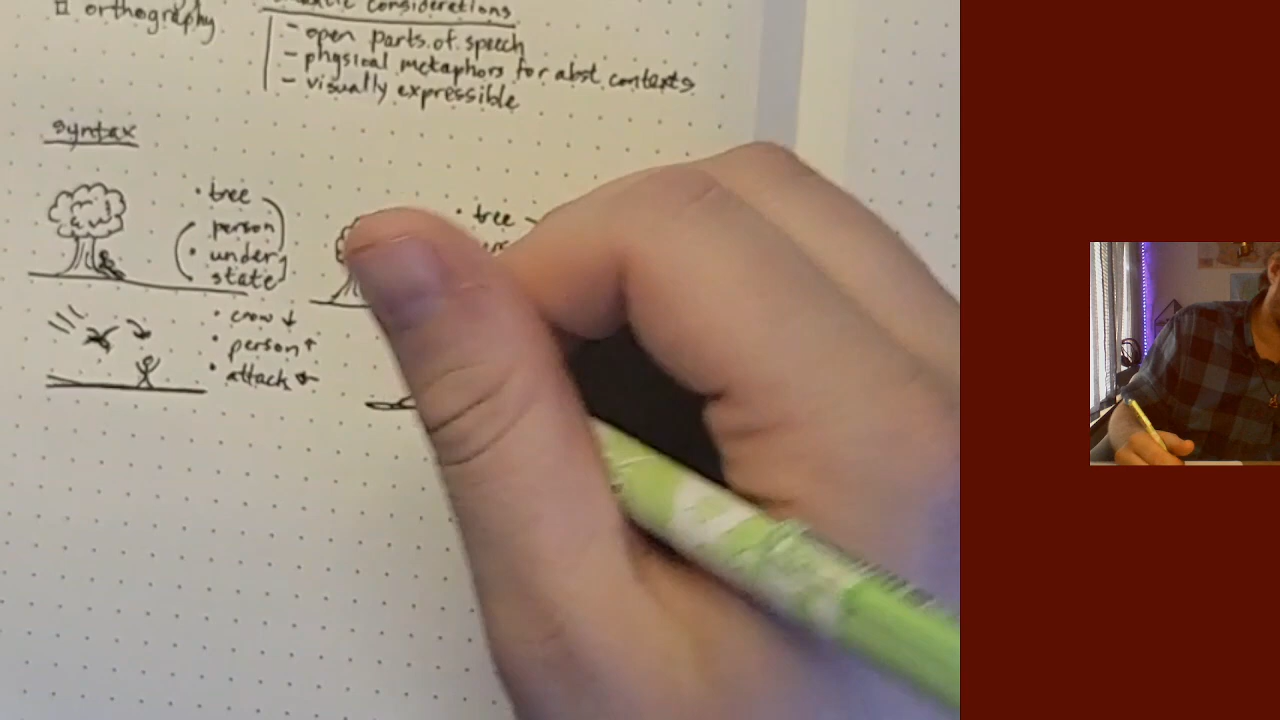 orthography
considerations
- open parts of speech
- physical metaphors for abst. contexts
- visually expressible
syntax
• tree
person
• under
state
• crow ↓
• person ↑
• attack ←
• tree